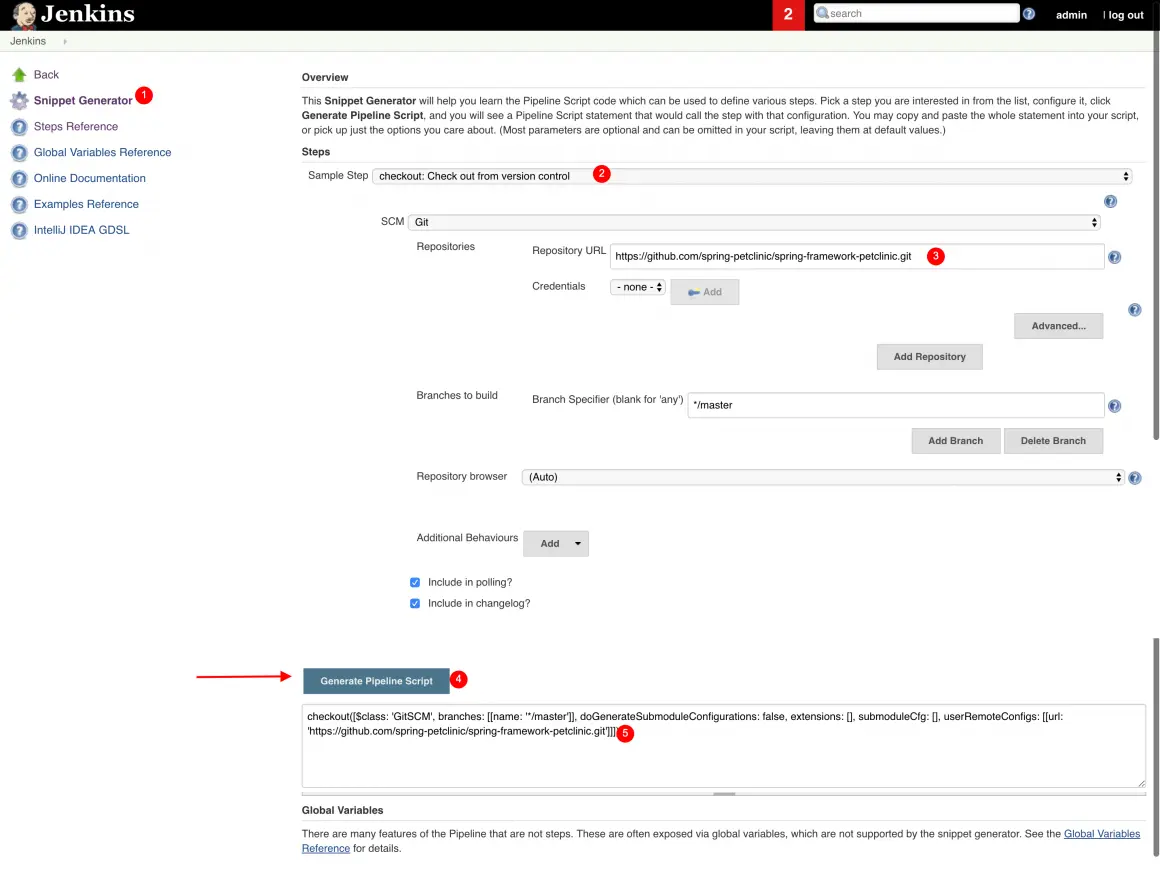 Jenkins
2
search
admin
| log out
Jenkins
Back
Snippet Generator 1
Steps Reference
Global Variables Reference
Online Documentation
Examples Reference
IntelliJ IDEA GDSL
Overview
This Snippet Generator will help you learn the Pipeline Script code which can be used to define various steps. Pick a step you are interested in from the list, configure it, click
Generate Pipeline Script, and you will see a Pipeline Script statement that would call the step with that configuration. You may copy and paste the whole statement into your script,
or pick up just the options you care about. (Most parameters are optional and can be omitted in your script, leaving them at default values.)
Steps
Sample Step checkout: Check out from version control 2
SCM Git
Repositories
Repository URL https://github.com/spring-petclinic/spring-framework-petclinic.git 3
Credentials - none - Add
Advanced...
Add Repository
Branches to build
Branch Specifier (blank for 'any') */master
Add Branch Delete Branch
Repository browser (Auto)
Additional Behaviours Add
Include in polling?
Include in changelog?
Generate Pipeline Script 4
checkout([$class: 'GitSCM', branches: [[name: '*/master']], doGenerateSubmoduleConfigurations: false, extensions: [], submoduleCfg: [], userRemoteConfigs: [[url:
'https://github.com/spring-petclinic/spring-framework-petclinic.git']]] 5
Global Variables
There are many features of the Pipeline that are not steps. These are often exposed via global variables, which are not supported by the snippet generator. See the Global Variables
Reference for details.